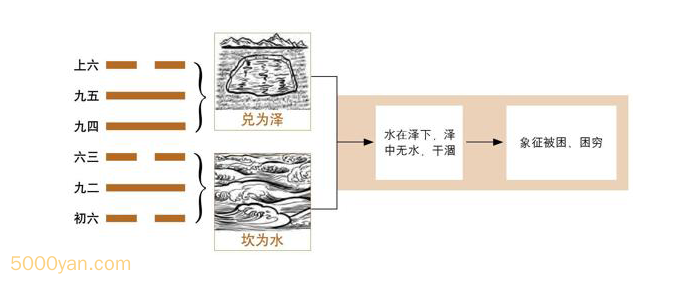 上六
九五
九四
六三
九二
初六
兑为泽
坎为水
水在泽下，泽
中无水，干涸
象征被困、困穷
5000yan.com